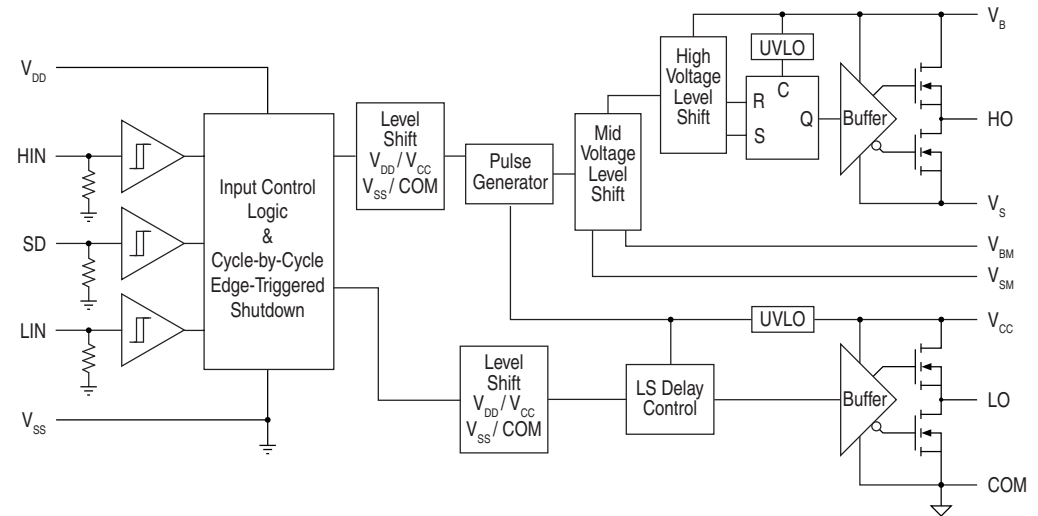 V_DD
HIN
SD
LIN
V_SS
Input Control
Logic
&
Cycle-by-Cycle
Edge-Triggered
Shutdown
Level
Shift
V_DD / V_CC
V_SS / COM
Pulse
Generator
Mid
Voltage
Level
Shift
High
Voltage
Level
Shift
UVLO
C
R
S
Q
Buffer
V_B
HO
V_S
V_BM
V_SM
Level
Shift
V_DD / V_CC
V_SS / COM
LS Delay
Control
UVLO
Buffer
V_CC
LO
COM